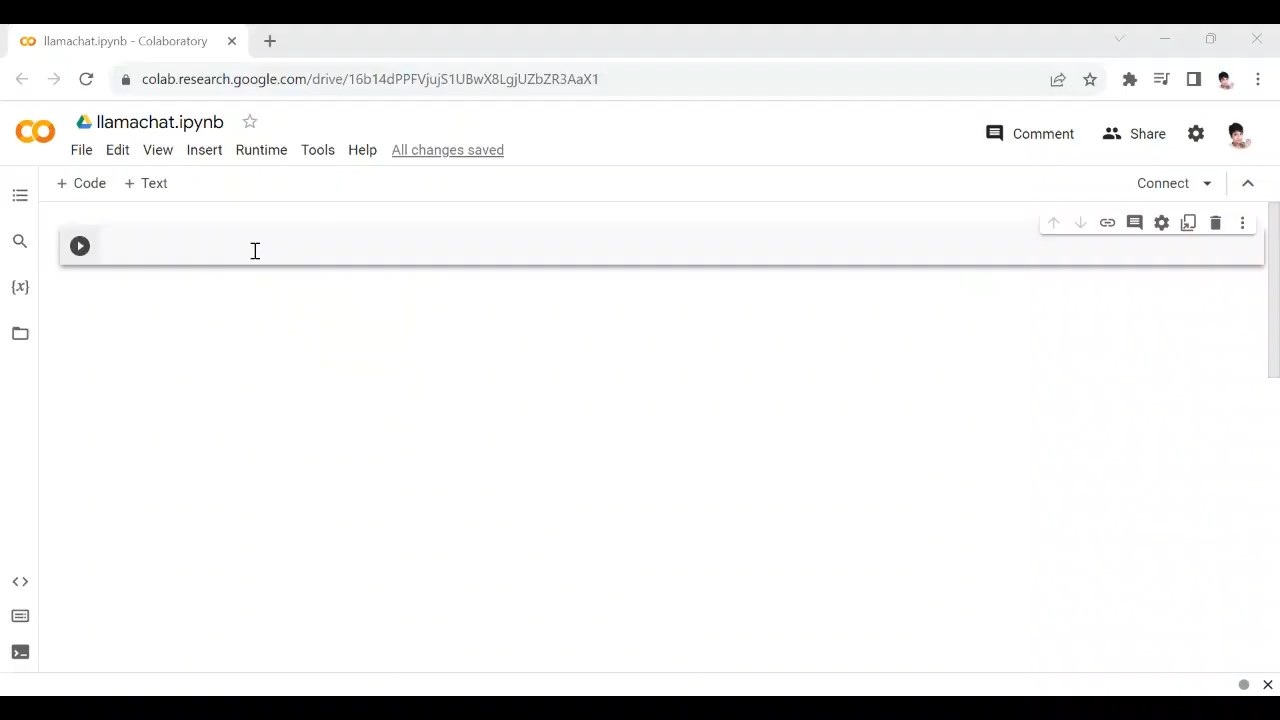 llamachat.ipynb - Colaboratory
colab.research.google.com/drive/16b14dPPFVjujS1UBwX8LgjUZbZR3AaX1
llamachat.ipynb
Comment Share
File Edit View Insert Runtime Tools Help All changes saved
+ Code + Text Connect
{x}